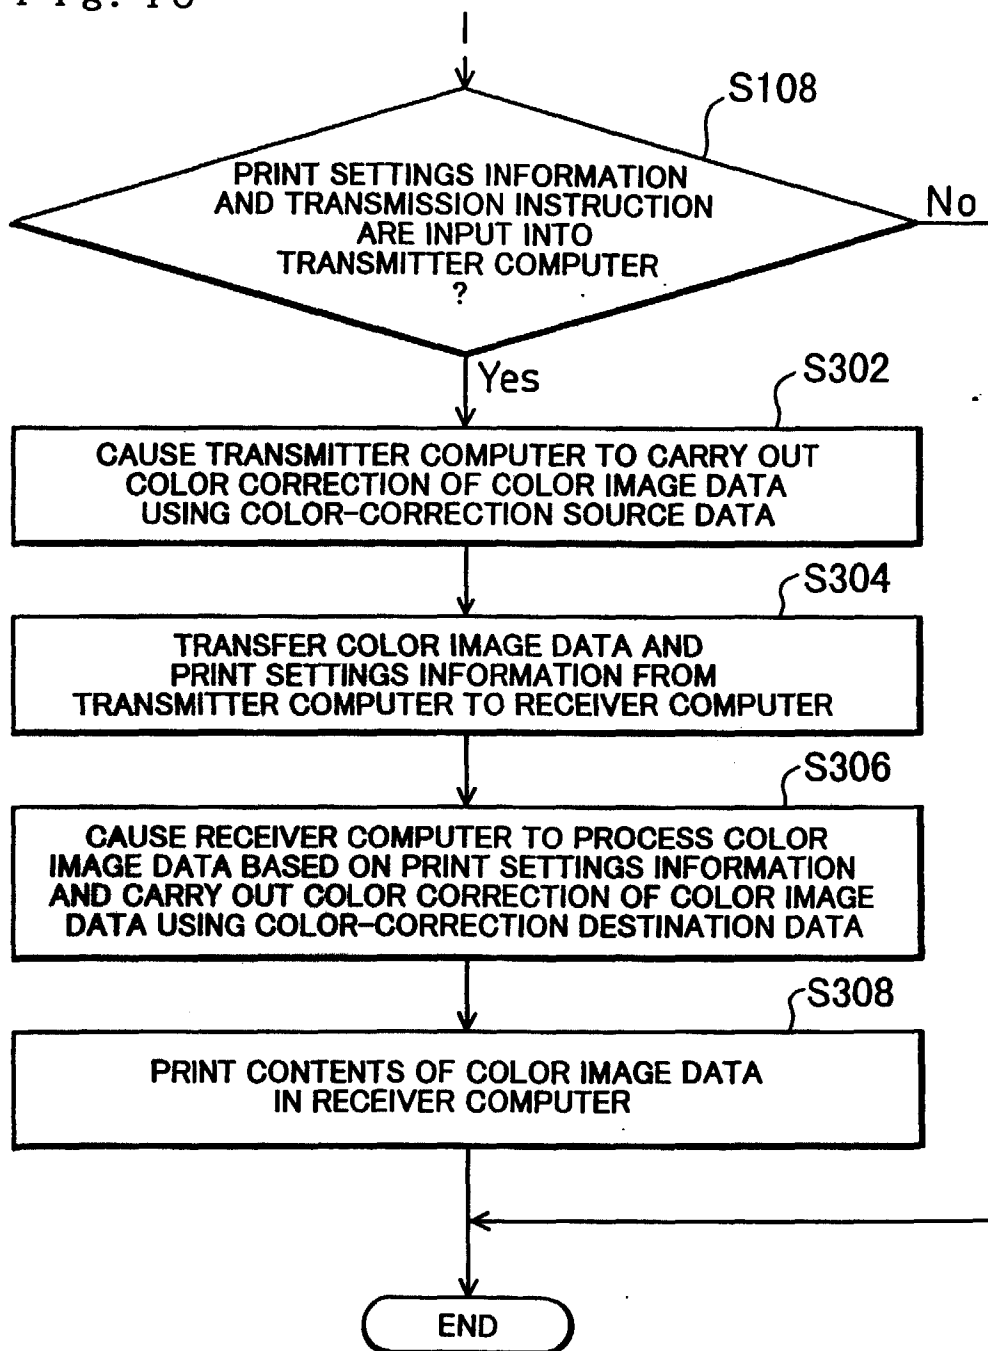 S108
PRINT SETTINGS INFORMATION
AND TRANSMISSION INSTRUCTION
ARE INPUT INTO
TRANSMITTER COMPUTER
?
No
Yes
S302
CAUSE TRANSMITTER COMPUTER TO CARRY OUT
COLOR CORRECTION OF COLOR IMAGE DATA
USING COLOR-CORRECTION SOURCE DATA
S304
TRANSFER COLOR IMAGE DATA AND
PRINT SETTINGS INFORMATION FROM
TRANSMITTER COMPUTER TO RECEIVER COMPUTER
S306
CAUSE RECEIVER COMPUTER TO PROCESS COLOR
IMAGE DATA BASED ON PRINT SETTINGS INFORMATION
AND CARRY OUT COLOR CORRECTION OF COLOR IMAGE
DATA USING COLOR-CORRECTION DESTINATION DATA
S308
PRINT CONTENTS OF COLOR IMAGE DATA
IN RECEIVER COMPUTER
END